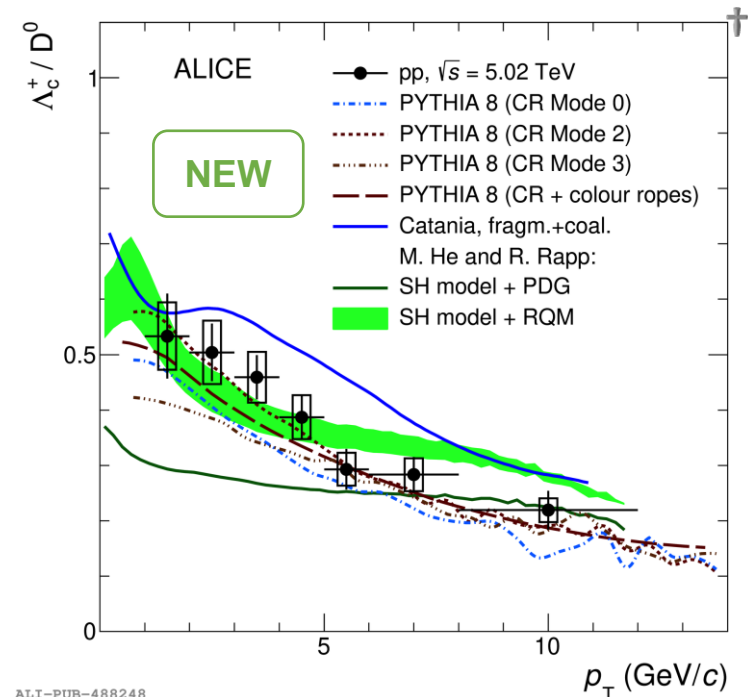 †
Λc+ / D0
1
0.5
0
ALICE
NEW
pp, √s = 5.02 TeV
PYTHIA 8 (CR Mode 0)
PYTHIA 8 (CR Mode 2)
PYTHIA 8 (CR Mode 3)
PYTHIA 8 (CR + colour ropes)
Catania, fragm.+coal.
M. He and R. Rapp:
SH model + PDG
SH model + RQM
5
10
pT (GeV/c)
ALI-PUB-488248